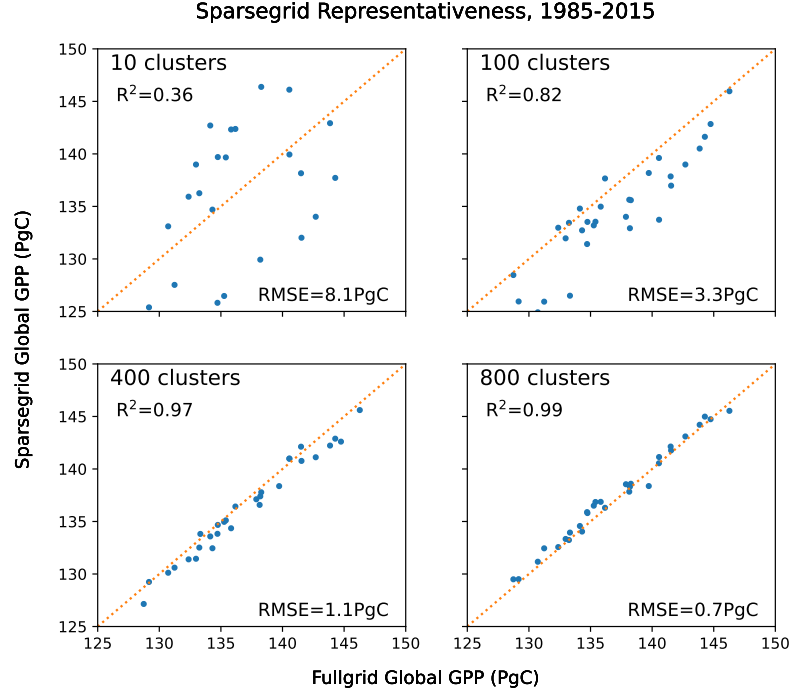 Sparsegrid Representativeness, 1985-2015
Sparsegrid Global GPP (PgC)
150
145
140
135
130
125
10 clusters
R²=0.36
RMSE=8.1PgC
100 clusters
R²=0.82
RMSE=3.3PgC
150
145
140
135
130
125
400 clusters
R²=0.97
RMSE=1.1PgC
800 clusters
R²=0.99
RMSE=0.7PgC
125 130 135 140 145 150
125 130 135 140 145 150
Fullgrid Global GPP (PgC)